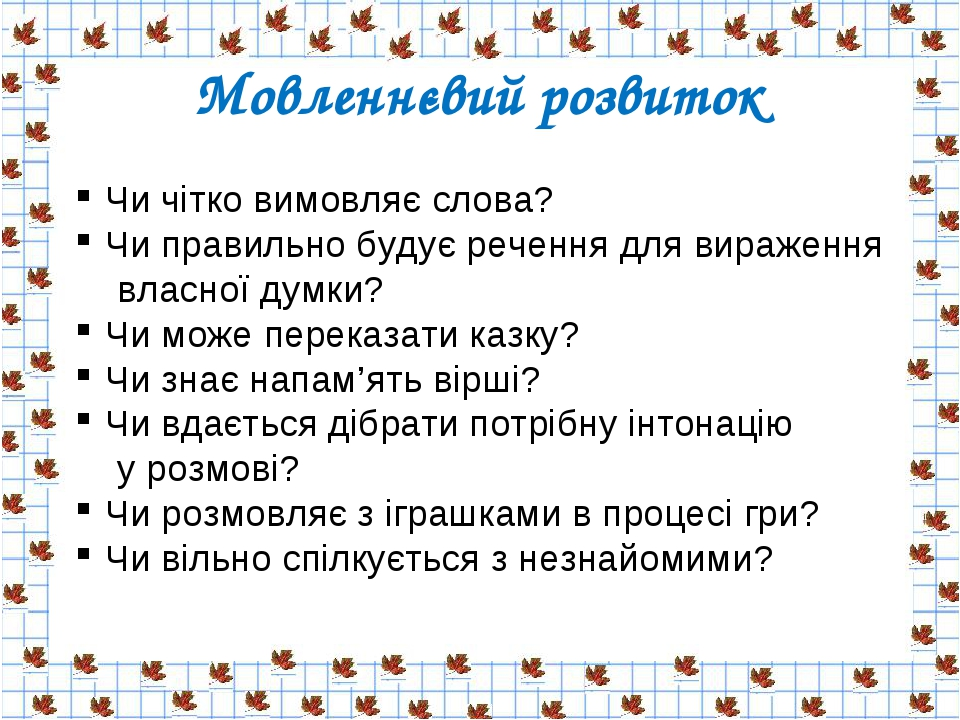 Мовленнєвий розвиток
▪ Чи чітко вимовляє слова?
▪ Чи правильно будує речення для вираження
власної думки?
▪ Чи може переказати казку?
▪ Чи знає напам’ять вірші?
▪ Чи вдається дібрати потрібну інтонацію
у розмові?
▪ Чи розмовляє з іграшками в процесі гри?
▪ Чи вільно спілкується з незнайомими?